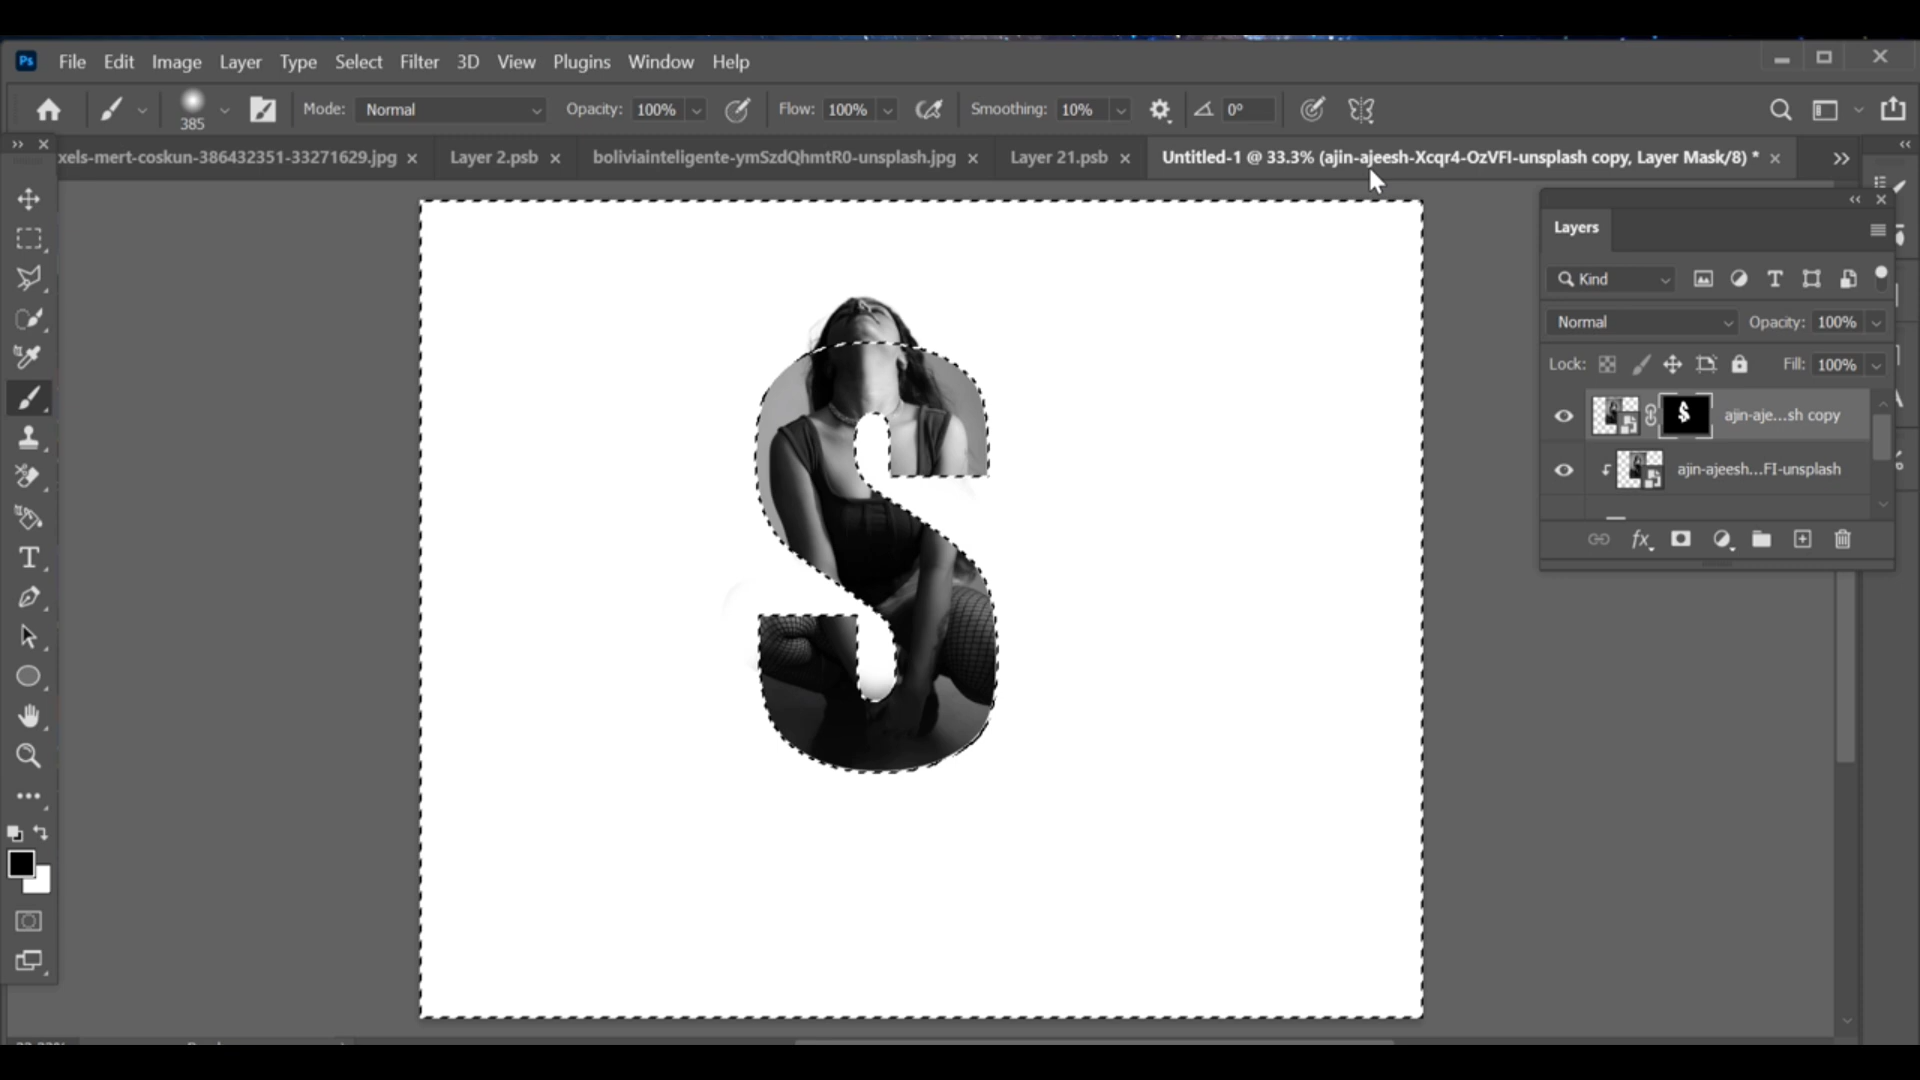 Ps File Edit Image Layer Type Select Filter 3D View Plugins Window Help
385 Mode: Normal Opacity: 100% Flow: 100% Smoothing: 10% 0°
xels-mert-coskun-386432351-33271629.jpg × Layer 2.psb × boliviainteligente-ymSzdQhmtR0-unsplash.jpg × Layer 21.psb × Untitled-1 @ 33.3% (ajin-ajeesh-Xcqr4-OzVFI-unsplash copy, Layer Mask/8) * ×
Layers
Kind
Normal Opacity: 100%
Lock: Fill: 100%
ajin-aje...sh copy
ajin-ajeesh...FI-unsplash
fx
S